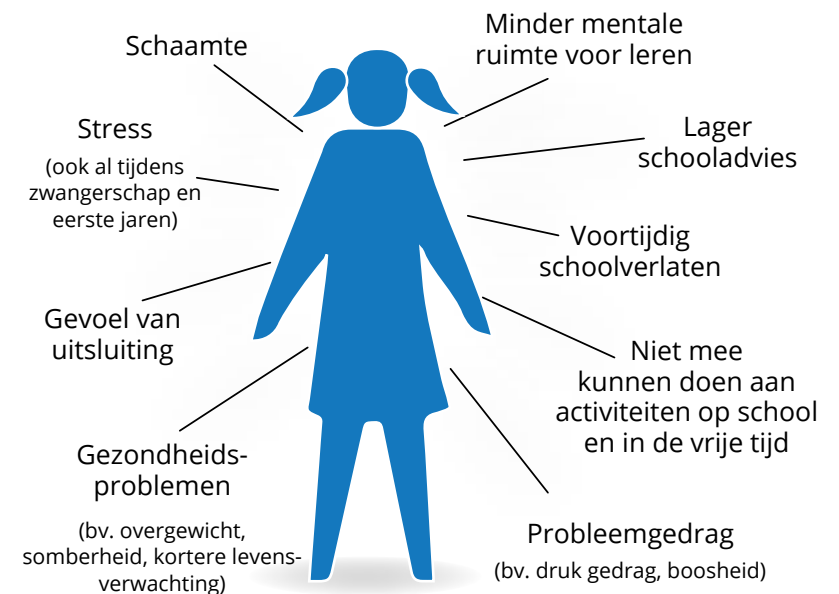 Schaamte
Stress
(ook al tijdens
zwangerschap en
eerste jaren)
Gevoel van
uitsluiting
Gezondheids-
problemen
(bv. overgewicht,
somberheid, kortere levens-
verwachting)
Minder mentale
ruimte voor leren
Lager
schooladvies
Voortijdig
schoolverlaten
Niet mee
kunnen doen aan
activiteiten op school
en in de vrije tijd
Probleemgedrag
(bv. druk gedrag, boosheid)